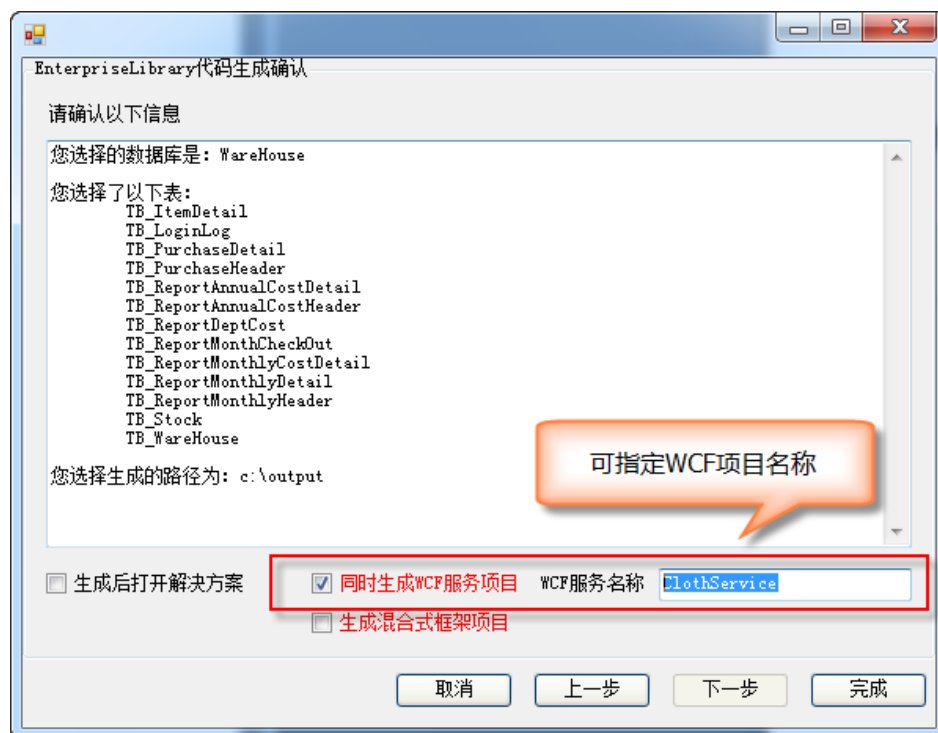 EnterpriseLibrary代码生成确认
请确认以下信息
您选择的数据库是: WareHouse
您选择了以下表:
TB_ItemDetail
TB_LoginLog
TB_PurchaseDetail
TB_PurchaseHeader
TB_ReportAnnualCostDetail
TB_ReportAnnualCostHeader
TB_ReportDeptCost
TB_ReportMonthCheckOut
TB_ReportMonthlyCostDetail
TB_ReportMonthlyDetail
TB_ReportMonthlyHeader
TB_Stock
TB_WareHouse
您选择生成的路径为: c:\output
可指定WCF项目名称
生成后打开解决方案 同时生成WCF服务项目 WCF服务名称 ClothService
生成混合式框架项目
取消 上一步 下一步 完成